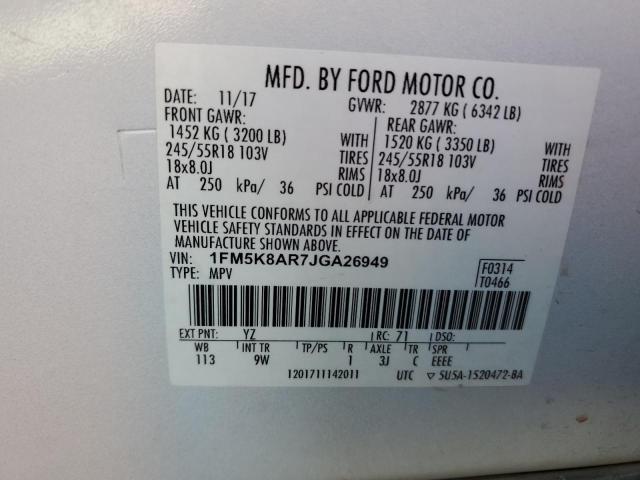 MFD. BY FORD MOTOR CO.
DATE: 11/17 GVWR: 2877 KG ( 6342 LB)
FRONT GAWR: REAR GAWR:
1452 KG ( 3200 LB) WITH 1520 KG ( 3350 LB) WITH
245/55R18 103V TIRES 245/55R18 103V TIRES
18x8.0J RIMS 18x8.0J RIMS
AT 250 kPa/ 36 PSI COLD AT 250 kPa/ 36 PSI COLD
THIS VEHICLE CONFORMS TO ALL APPLICABLE FEDERAL MOTOR
VEHICLE SAFETY STANDARDS IN EFFECT ON THE DATE OF
MANUFACTURE SHOWN ABOVE.
VIN: 1FM5K8AR7JGA26949
TYPE: MPV
F0314
T0466
EXT PNT: YZ RC: 71 DSO:
WB INT TR TP/PS R AXLE TR SPR
113 9W 1 3J C EEEE
1201711142011 UTC ▽ 5U5A-1520472-BA